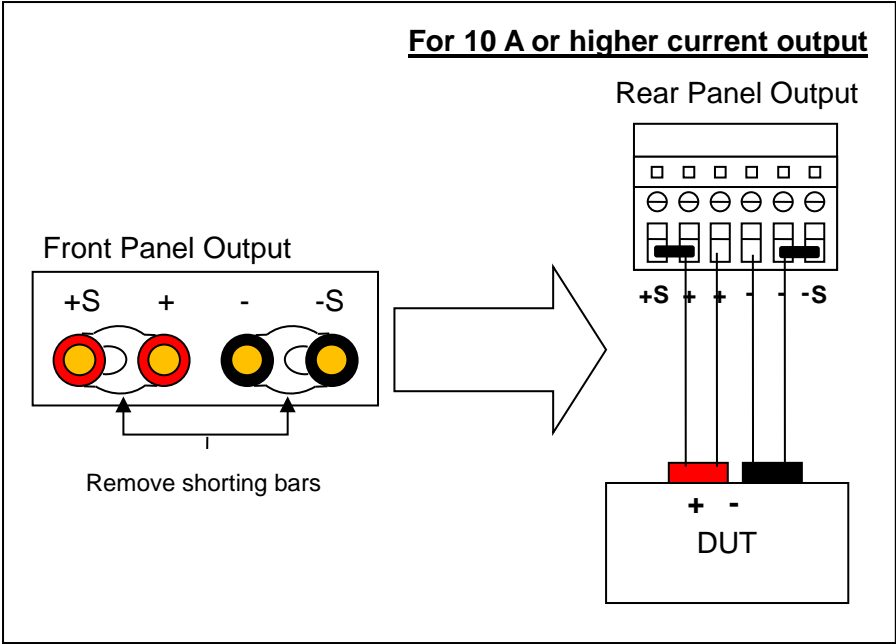 For 10 A or higher current output
Rear Panel Output
Front Panel Output
+S + - -S
+S + + - - -S
Remove shorting bars
+ -
DUT